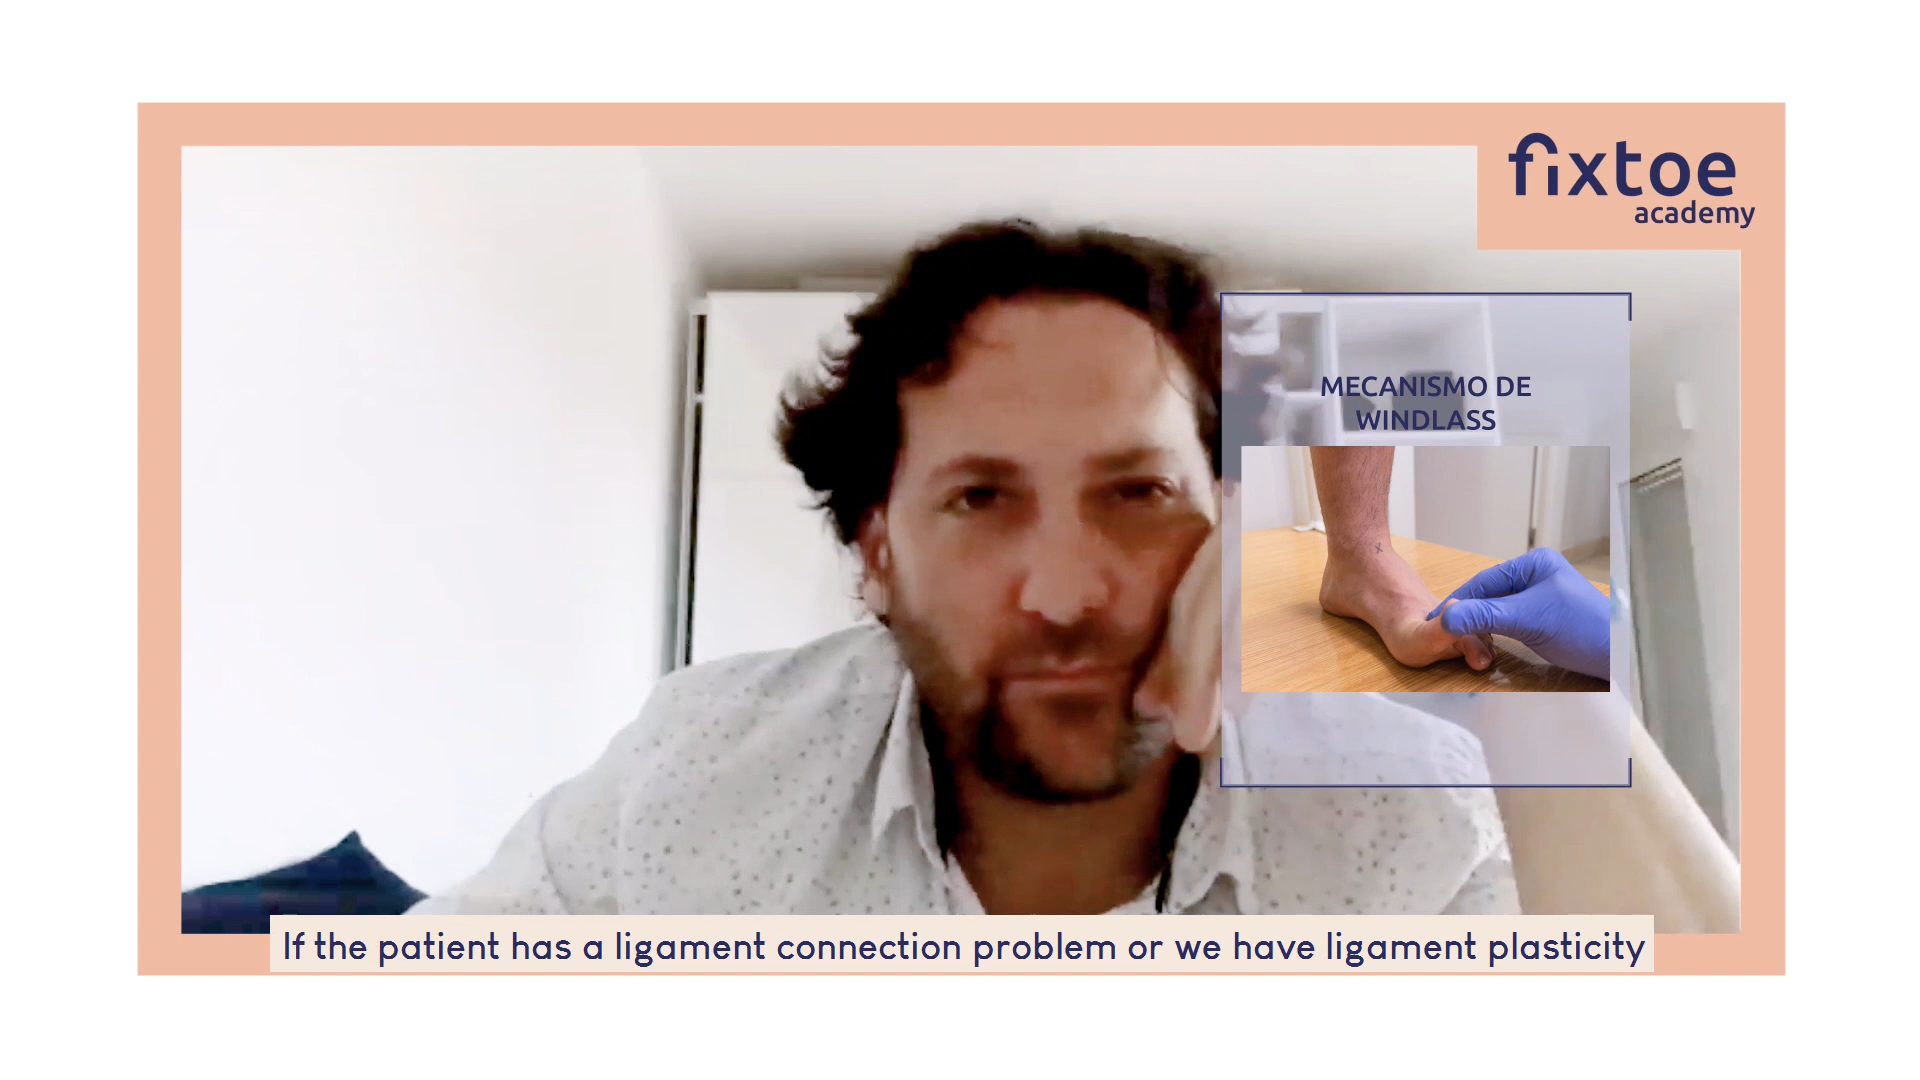 fixtoe
academy
MECANISMO DE
WINDLASS
If the patient has a ligament connection problem or we have ligament plasticity